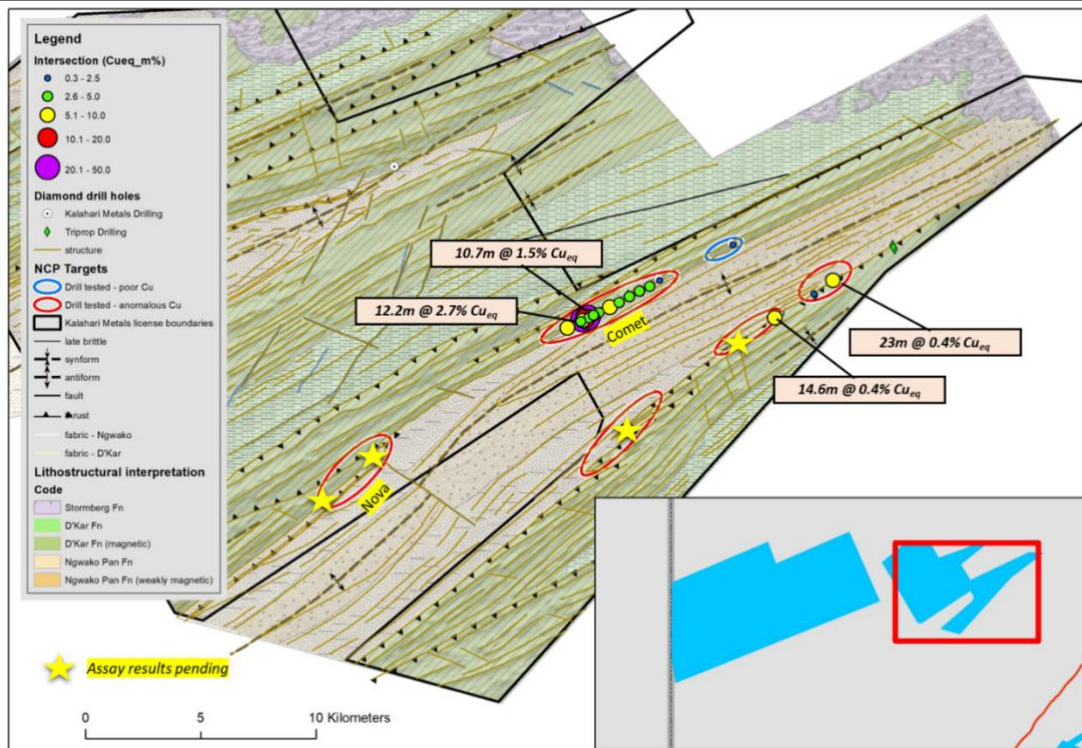 Legend
Intersection (Cueq_m%)
0.3 - 2.5
2.6 - 5.0
5.1 - 10.0
10.1 - 20.0
20.1 - 50.0
Diamond drill holes
Kalahari Metals Drilling
Triprop Drilling
structure
NCP Targets
Drill tested - poor Cu
Drill tested - anomalous Cu
Kalahari Metals license boundaries
late brittle
synform
antiform
fault
thrust
fabric - Ngwako
fabric - D'Kar
Lithostructural interpretation
Code
Stormberg Fn
D'Kar Fn
D'Kar Fn (magnetic)
Ngwako Pan Fn
Ngwako Pan Fn (weakly magnetic)
10.7m @ 1.5% Cueq
12.2m @ 2.7% Cueq
Comet
23m @ 0.4% Cueq
14.6m @ 0.4% Cueq
Nova
Assay results pending
0 5 10 Kilometers